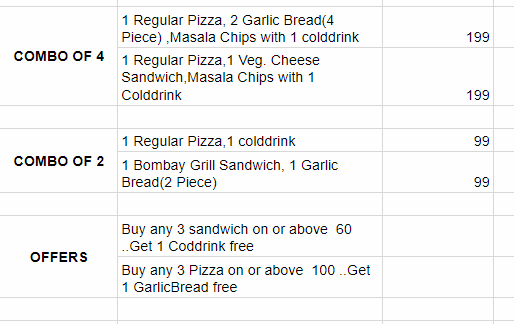 1 Regular Pizza, 2 Garlic Bread(4
Piece) ,Masala Chips with 1 colddrink 199
COMBO OF 4
1 Regular Pizza,1 Veg. Cheese
Sandwich,Masala Chips with 1
Colddrink 199
1 Regular Pizza,1 colddrink 99
COMBO OF 2
1 Bombay Grill Sandwich, 1 Garlic
Bread(2 Piece) 99
Buy any 3 sandwich on or above 60
..Get 1 Coddrink free
OFFERS
Buy any 3 Pizza on or above 100 ..Get
1 GarlicBread free